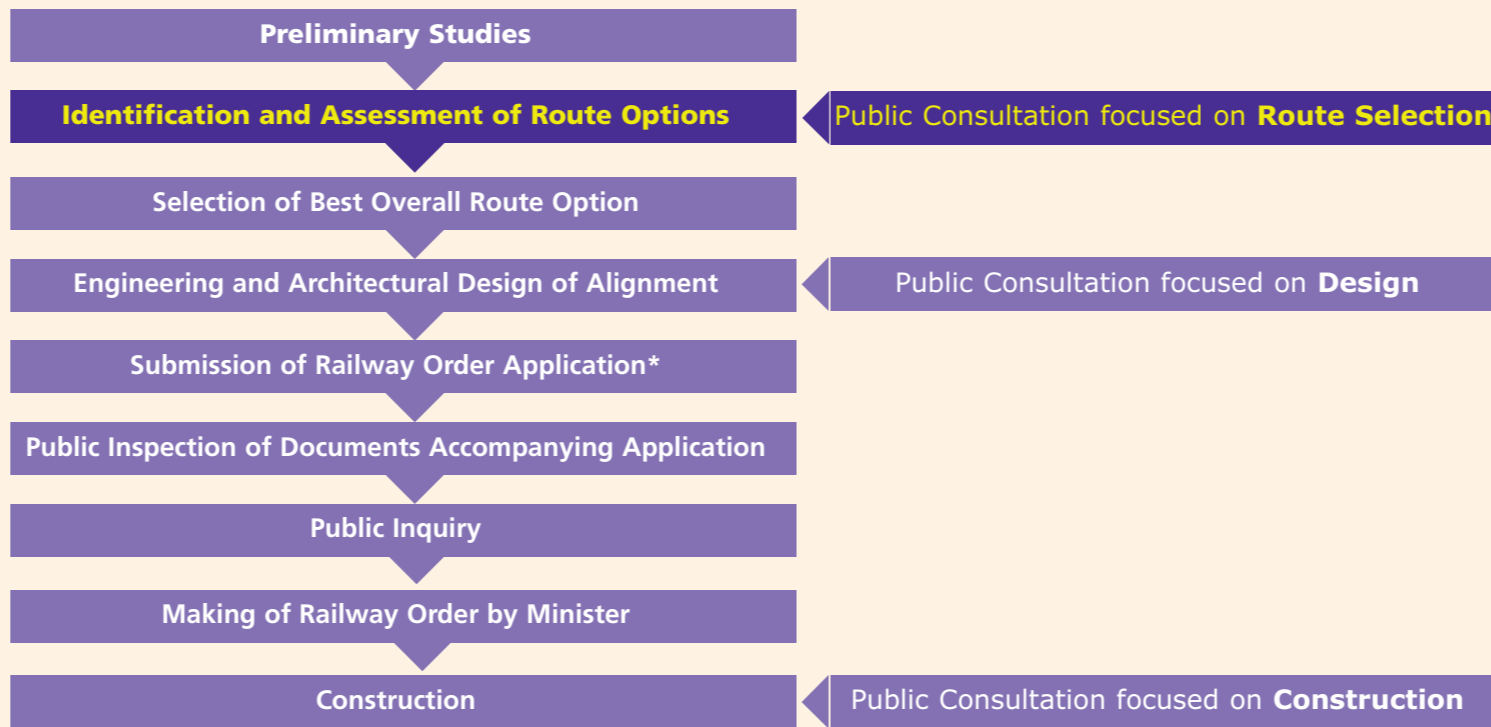 Preliminary Studies
Identification and Assessment of Route Options
Public Consultation focused on Route Selection
Selection of Best Overall Route Option
Engineering and Architectural Design of Alignment
Public Consultation focused on Design
Submission of Railway Order Application*
Public Inspection of Documents Accompanying Application
Public Inquiry
Making of Railway Order by Minister
Construction
Public Consultation focused on Construction